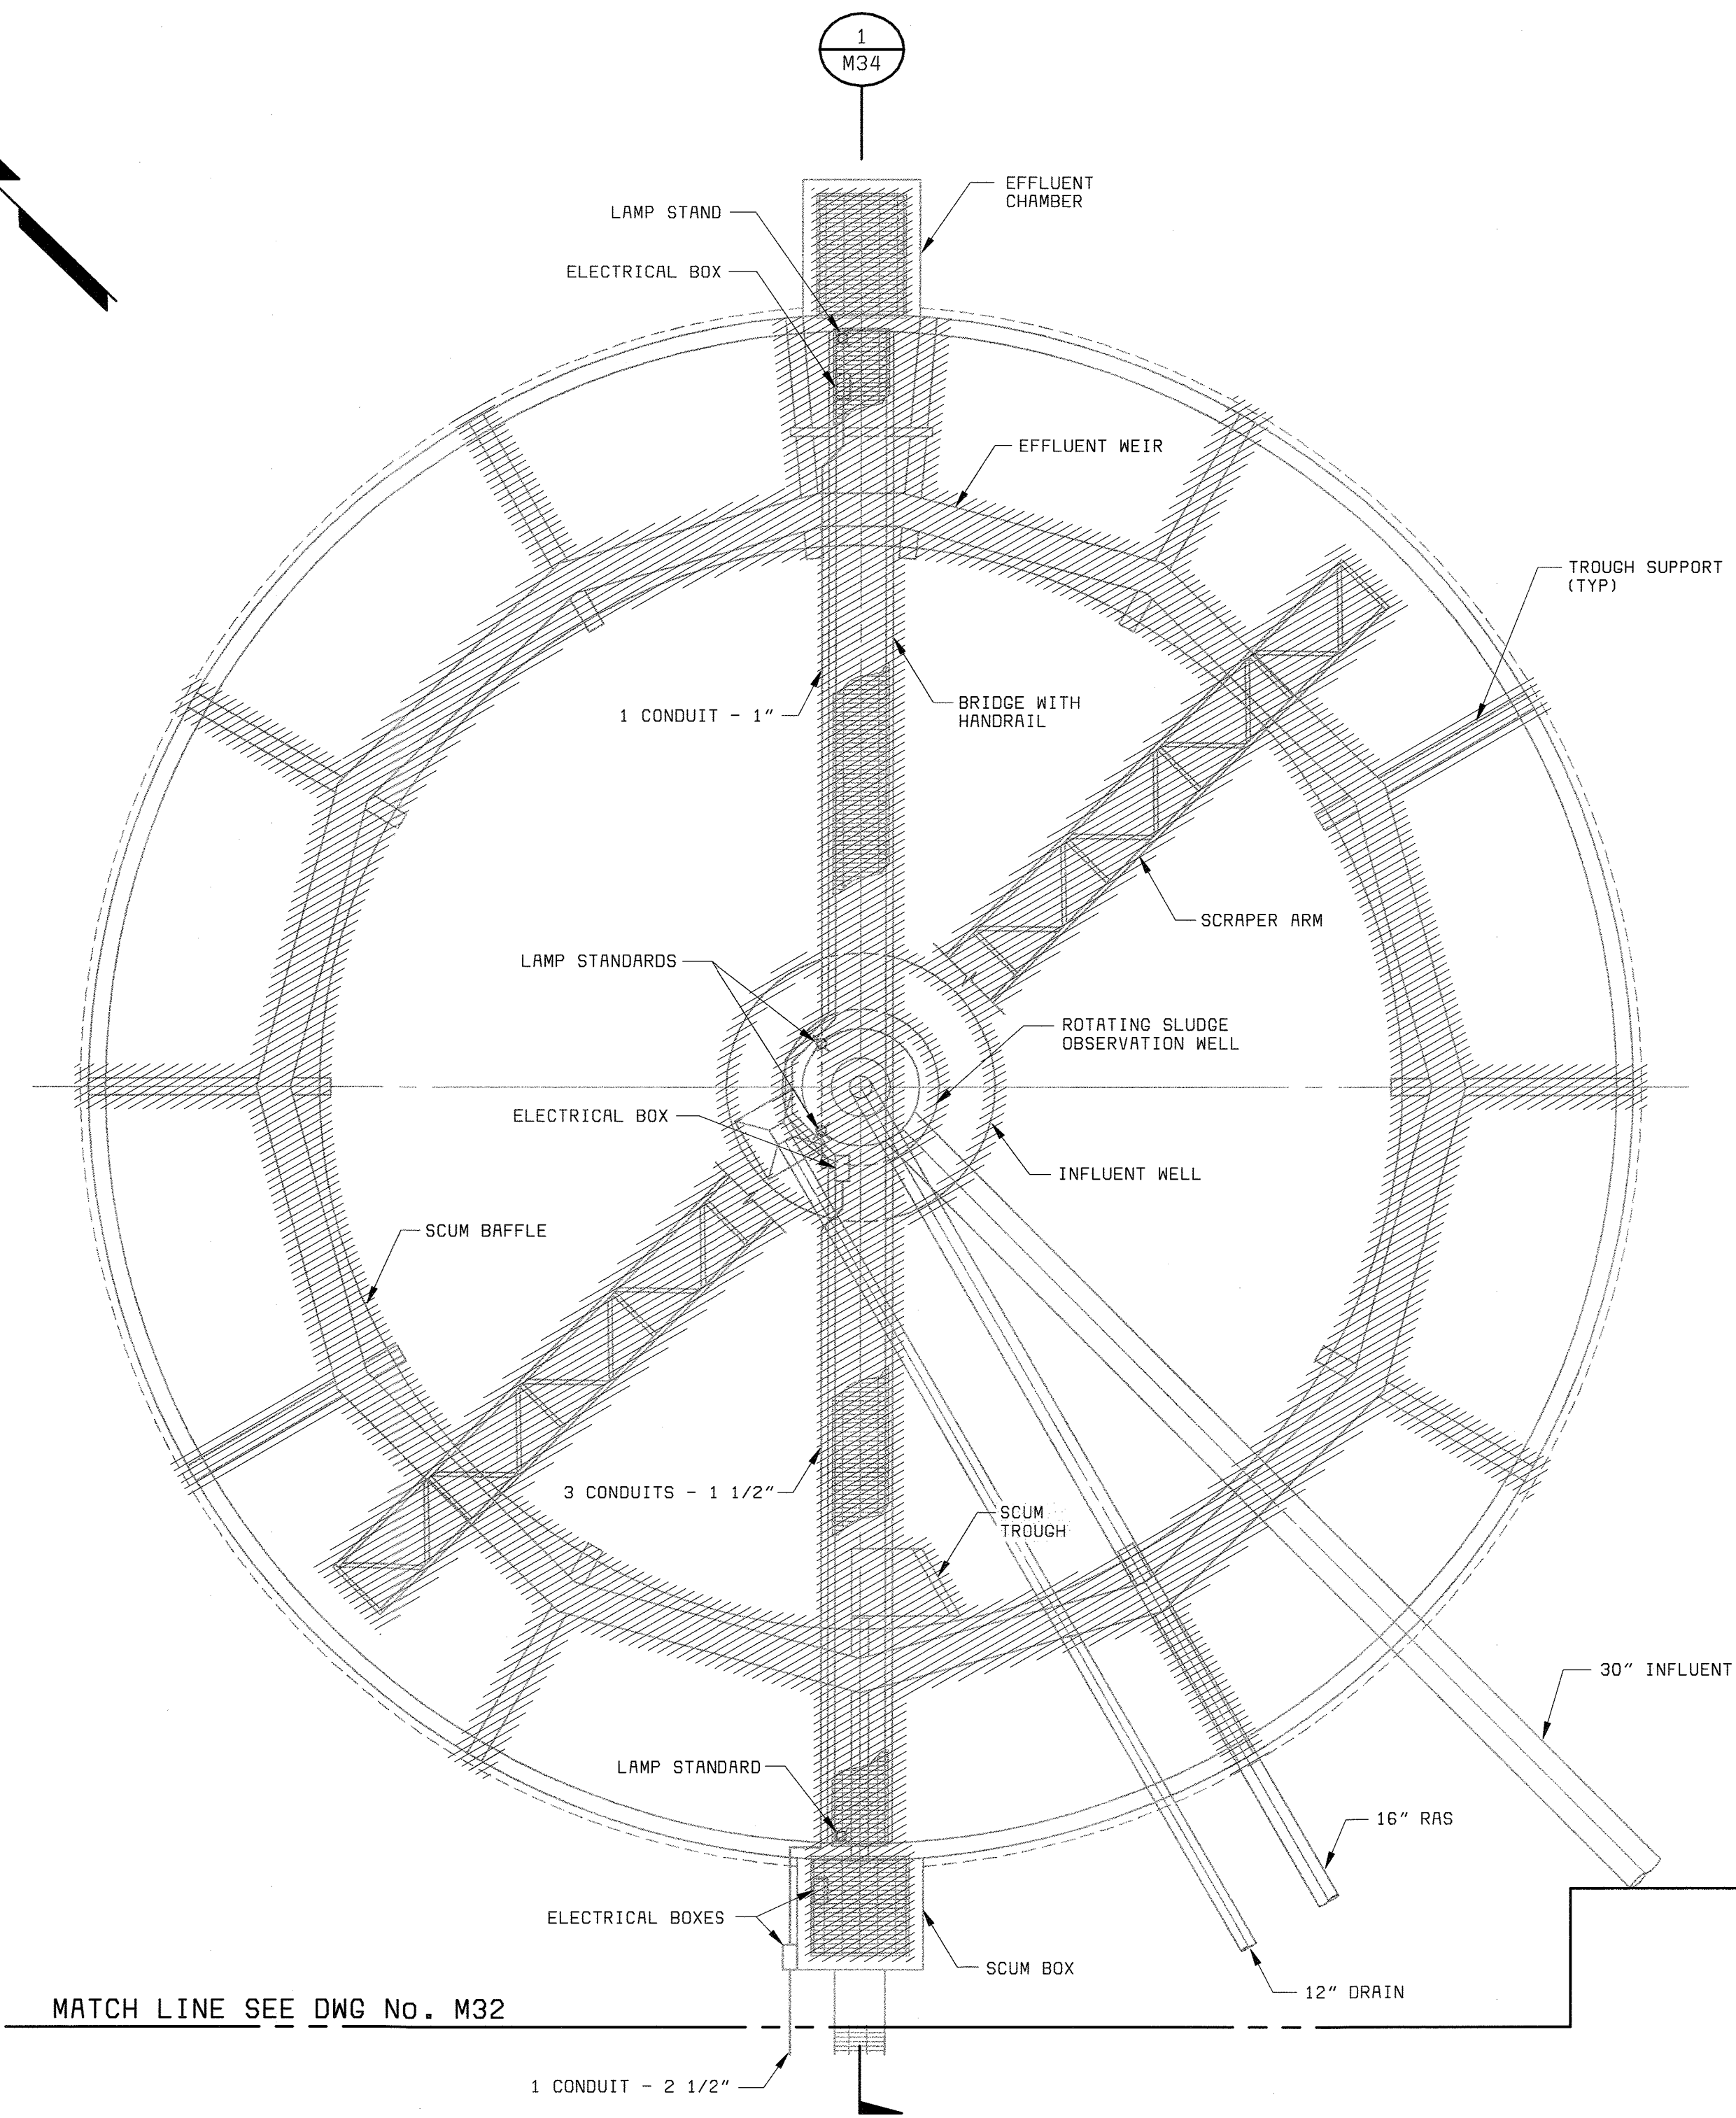 1
M34
EFFLUENT
CHAMBER
LAMP STAND
ELECTRICAL BOX
EFFLUENT WEIR
TROUGH SUPPORT
(TYP)
1 CONDUIT - 1"
BRIDGE WITH
HANDRAIL
SCRAPER ARM
LAMP STANDARDS
ROTATING SLUDGE
OBSERVATION WELL
ELECTRICAL BOX
INFLUENT WELL
SCUM BAFFLE
3 CONDUITS - 1 1/2"
SCUM
TROUGH
30" INFLUENT
LAMP STANDARD
16" RAS
ELECTRICAL BOXES
SCUM BOX
12" DRAIN
MATCH LINE SEE DWG No. M32
1 CONDUIT - 2 1/2"